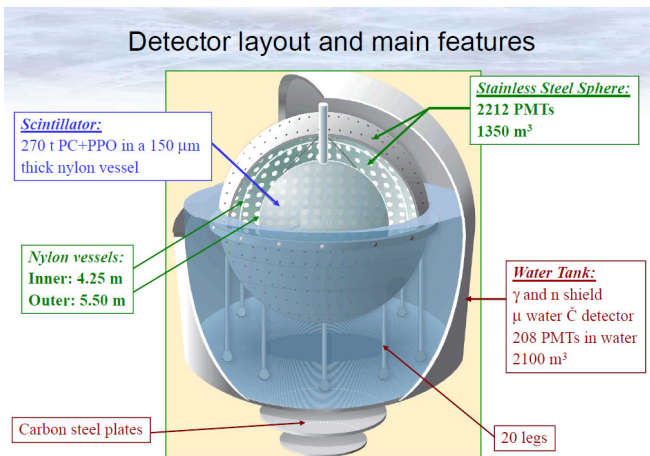 Detector layout and main features
Stainless Steel Sphere:
2212 PMTs
1350 m³
Scintillator:
270 t PC+PPO in a 150 μm
thick nylon vessel
Nylon vessels:
Inner: 4.25 m
Outer: 5.50 m
Water Tank:
γ and n shield
μ water Č detector
208 PMTs in water
2100 m³
Carbon steel plates
20 legs